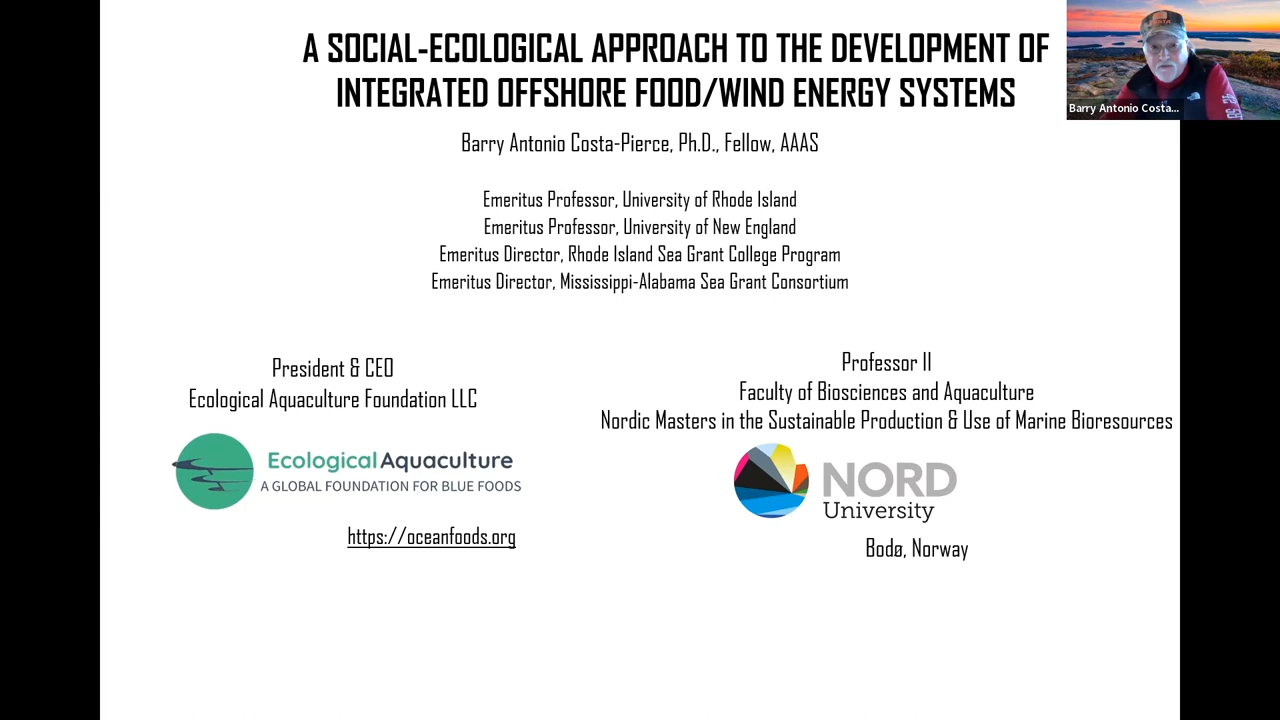 A SOCIAL-ECOLOGICAL APPROACH TO THE DEVELOPMENT OF
INTEGRATED OFFSHORE FOOD/WIND ENERGY SYSTEMS
Barry Antonio Costa...
Barry Antonio Costa-Pierce, Ph.D., Fellow, AAAS
Emeritus Professor, University of Rhode Island
Emeritus Professor, University of New England
Emeritus Director, Rhode Island Sea Grant College Program
Emeritus Director, Mississippi-Alabama Sea Grant Consortium
President & CEO
Ecological Aquaculture Foundation LLC
Ecological Aquaculture
A GLOBAL FOUNDATION FOR BLUE FOODS
https://oceanfoods.org
Professor II
Faculty of Biosciences and Aquaculture
Nordic Masters in the Sustainable Production & Use of Marine Bioresources
NORD
University
Bodø, Norway